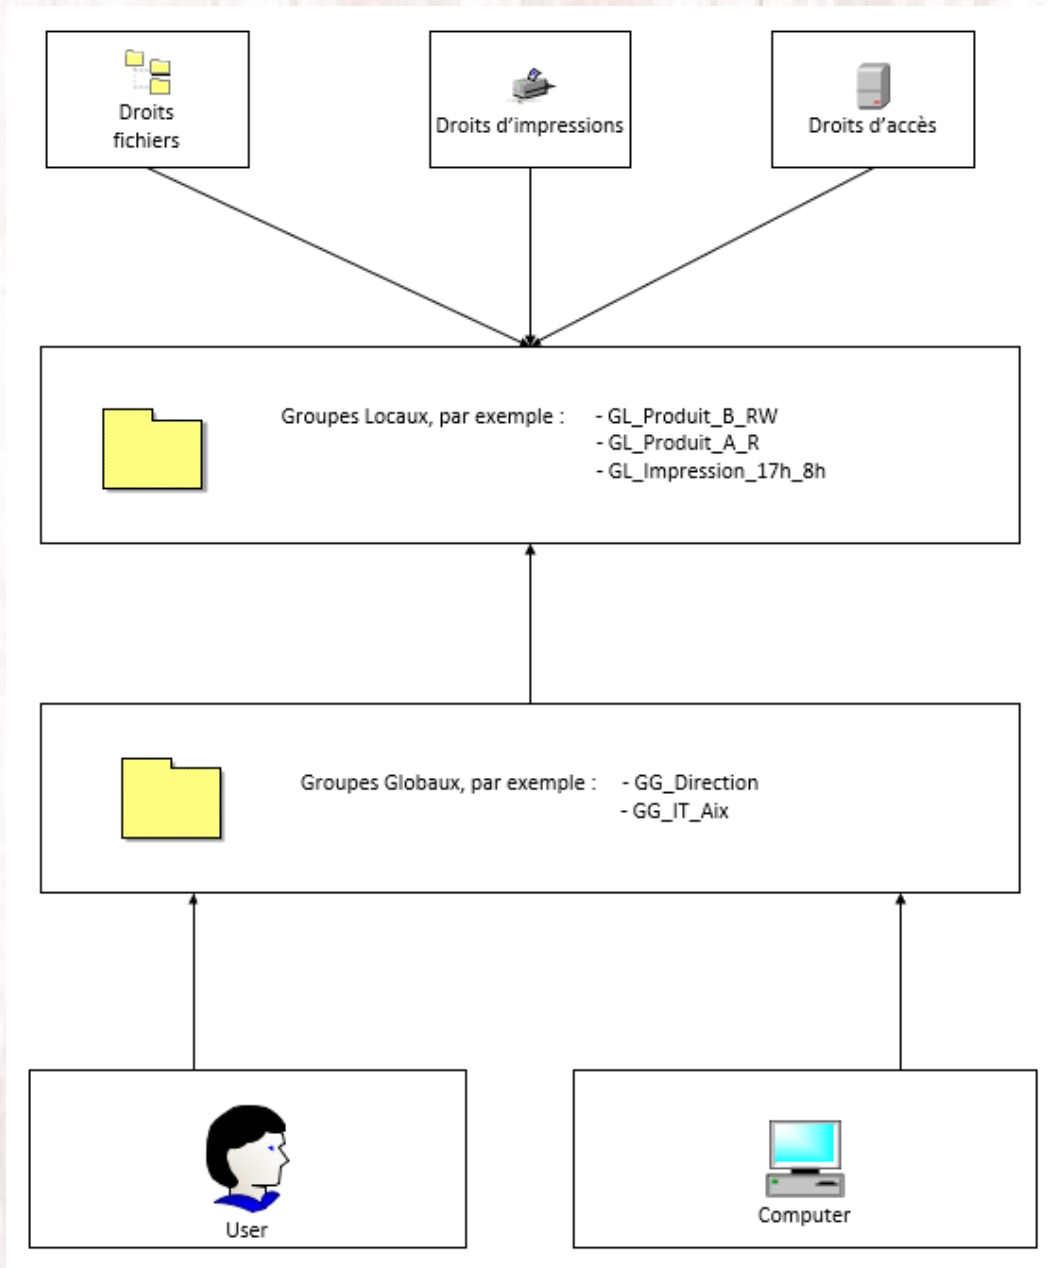 Droits
fichiers
Droits d'impressions
Droits d'accès
Groupes Locaux, par exemple : - GL_Produit_B_RW
- GL_Produit_A_R
- GL_Impression_17h_8h
Groupes Globaux, par exemple : - GG_Direction
- GG_IT_Aix
User
Computer